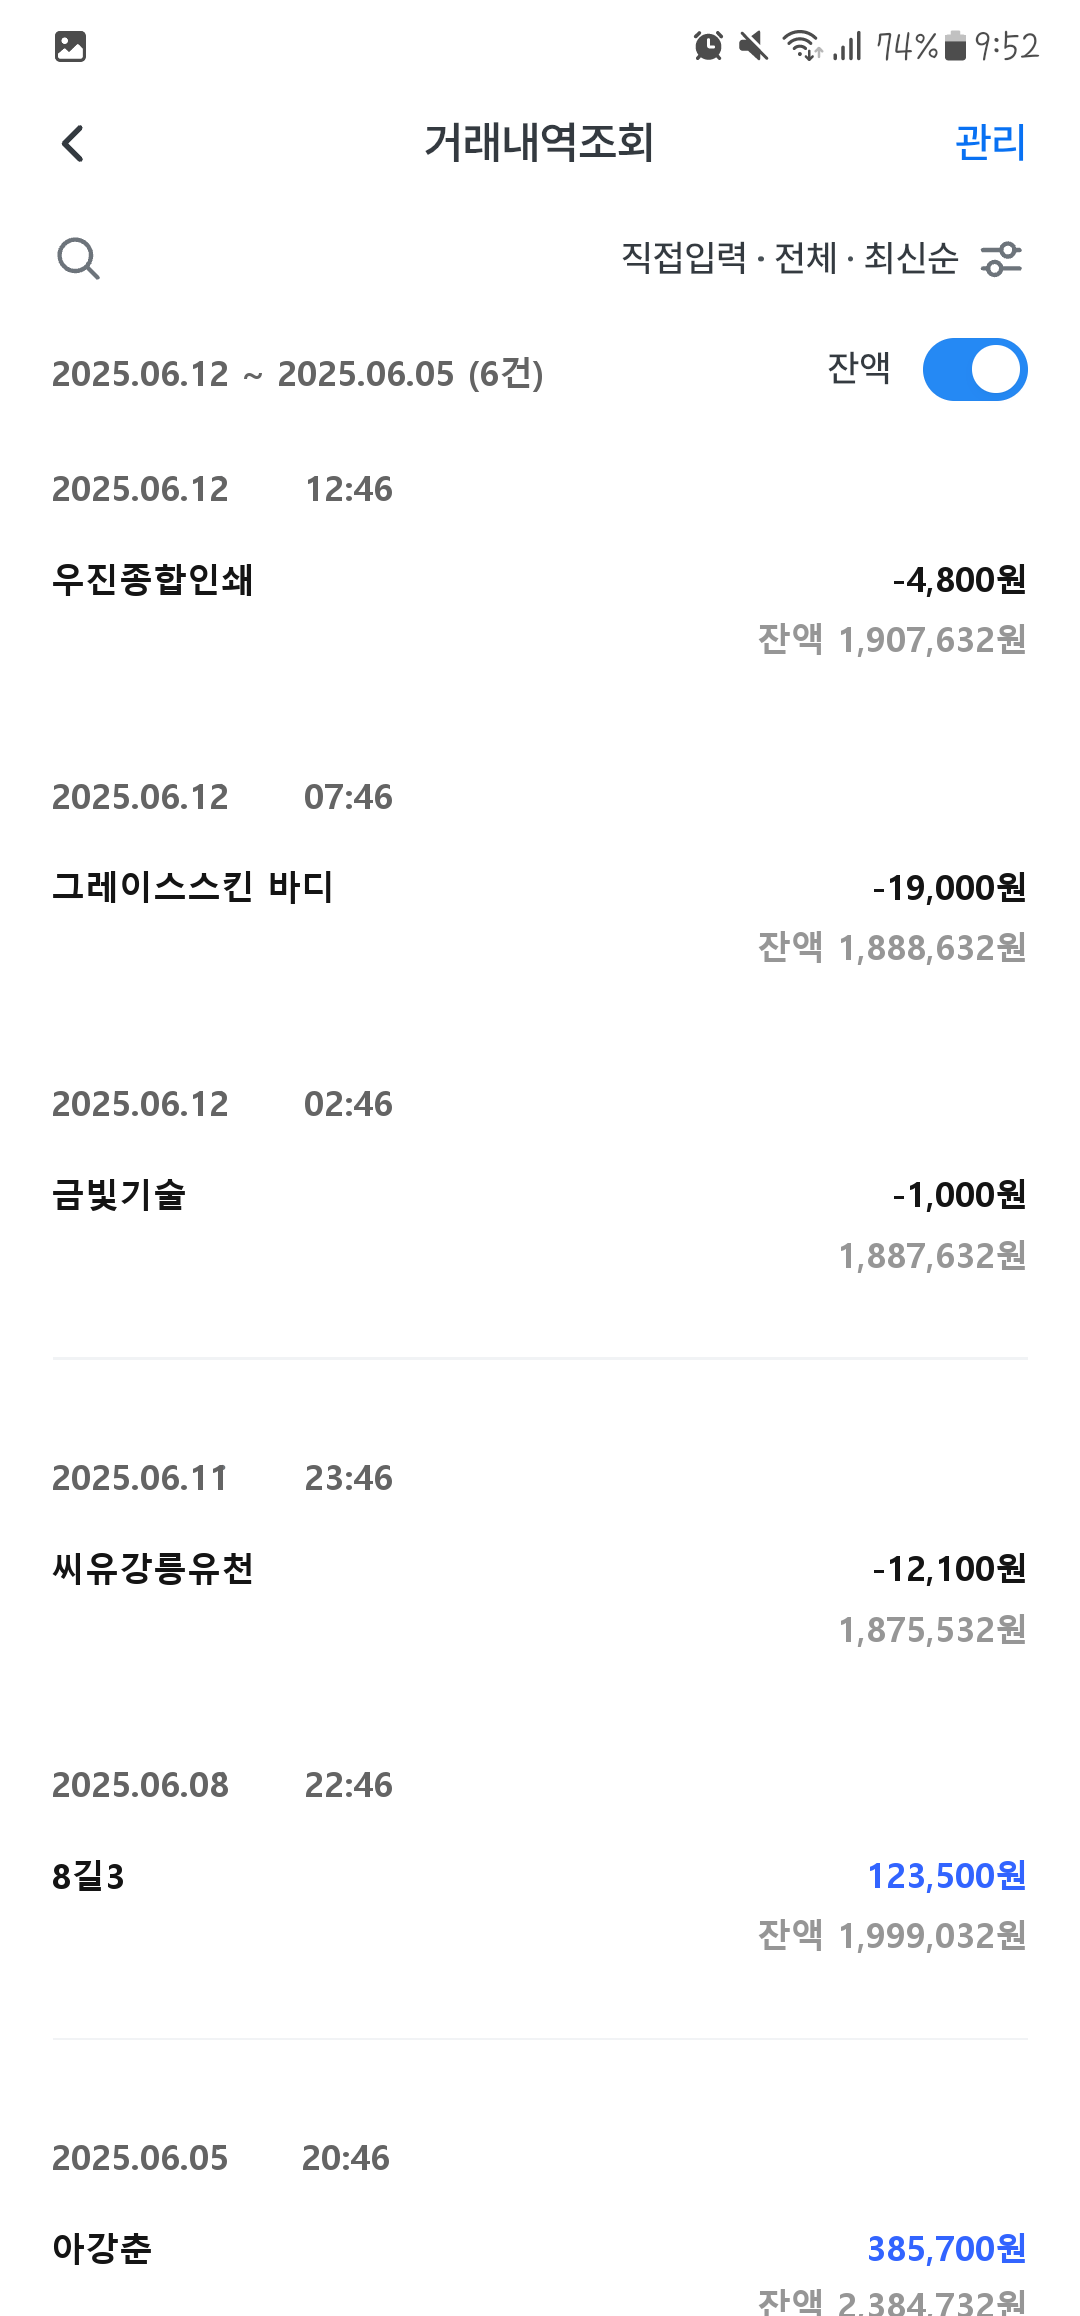 74% 9:52
거래내역조회 관리
직접입력 · 전체 · 최신순
2025.06.12 ~ 2025.06.05 (6건) 잔액
2025.06.12 12:46
우진종합인쇄 -4,800원
잔액 1,907,632원
2025.06.12 07:46
그레이스스킨 바디 -19,000원
잔액 1,888,632원
2025.06.12 02:46
금빛기술 -1,000원
1,887,632원
2025.06.11 23:46
씨유강릉유천 -12,100원
1,875,532원
2025.06.08 22:46
8길3 123,500원
잔액 1,999,032원
2025.06.05 20:46
아강춘 385,700원
잔액 2,384,732원